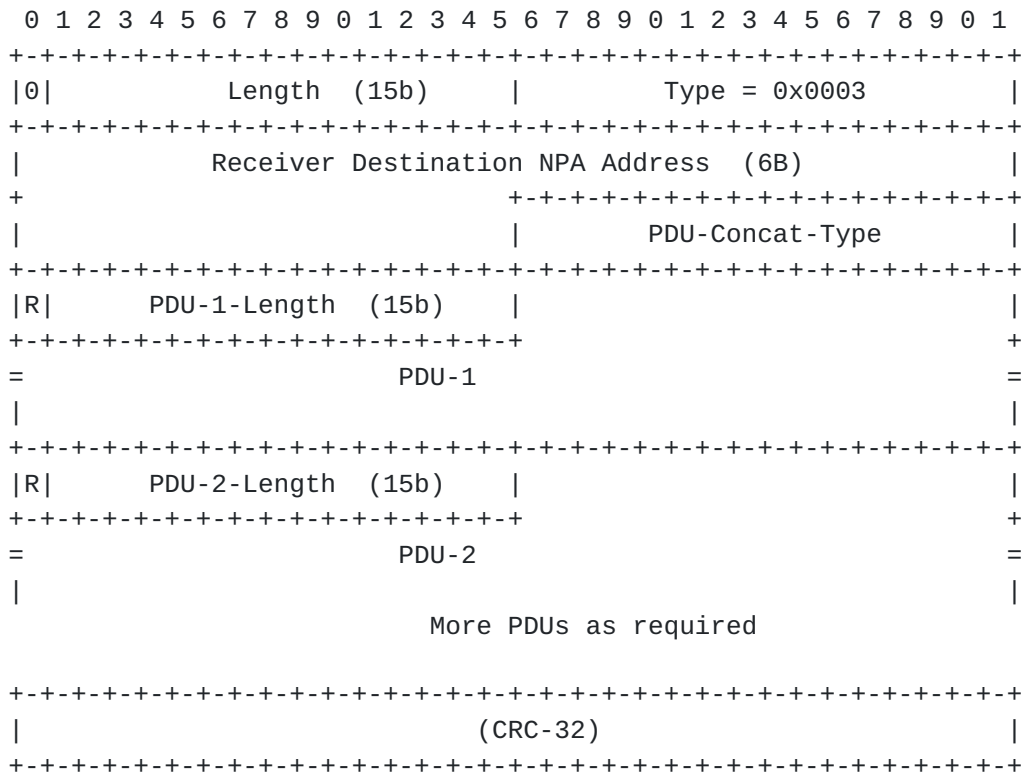 0 1 2 3 4 5 6 7 8 9 0 1 2 3 4 5 6 7 8 9 0 1 2 3 4 5 6 7 8 9 0 1
+-+-+-+-+-+-+-+-+-+-+-+-+-+-+-+-+-+-+-+-+-+-+-+-+-+-+-+-+-+-+-+-+
|0|           Length  (15b)     |         Type = 0x0003         |
+-+-+-+-+-+-+-+-+-+-+-+-+-+-+-+-+-+-+-+-+-+-+-+-+-+-+-+-+-+-+-+-+
|            Receiver Destination NPA Address  (6B)             |
+                               +-+-+-+-+-+-+-+-+-+-+-+-+-+-+-+-+
|                               |        PDU-Concat-Type        |
+-+-+-+-+-+-+-+-+-+-+-+-+-+-+-+-+-+-+-+-+-+-+-+-+-+-+-+-+-+-+-+-+
|R|      PDU-1-Length  (15b)    |                               |
+-+-+-+-+-+-+-+-+-+-+-+-+-+-+-+-+                               +
=                        PDU-1                                  =
|                                                               |
+-+-+-+-+-+-+-+-+-+-+-+-+-+-+-+-+-+-+-+-+-+-+-+-+-+-+-+-+-+-+-+-+
|R|      PDU-2-Length  (15b)    |                               |
+-+-+-+-+-+-+-+-+-+-+-+-+-+-+-+-+                               +
=                        PDU-2                                  =
|                                                               |
                           More PDUs as required

+-+-+-+-+-+-+-+-+-+-+-+-+-+-+-+-+-+-+-+-+-+-+-+-+-+-+-+-+-+-+-+-+
|                             (CRC-32)                          |
+-+-+-+-+-+-+-+-+-+-+-+-+-+-+-+-+-+-+-+-+-+-+-+-+-+-+-+-+-+-+-+-+